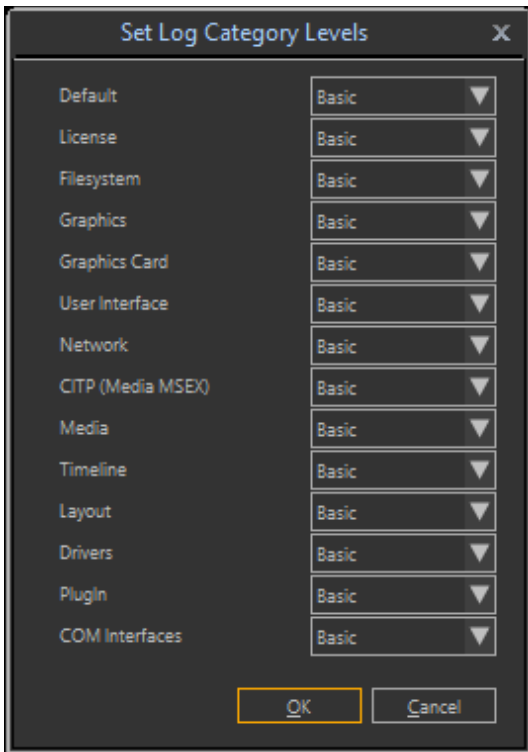 Set Log Category Levels X
Default Basic
License Basic
Filesystem Basic
Graphics Basic
Graphics Card Basic
User Interface Basic
Network Basic
CITP (Media MSEX) Basic
Media Basic
Timeline Basic
Layout Basic
Drivers Basic
PlugIn Basic
COM Interfaces Basic
OK Cancel